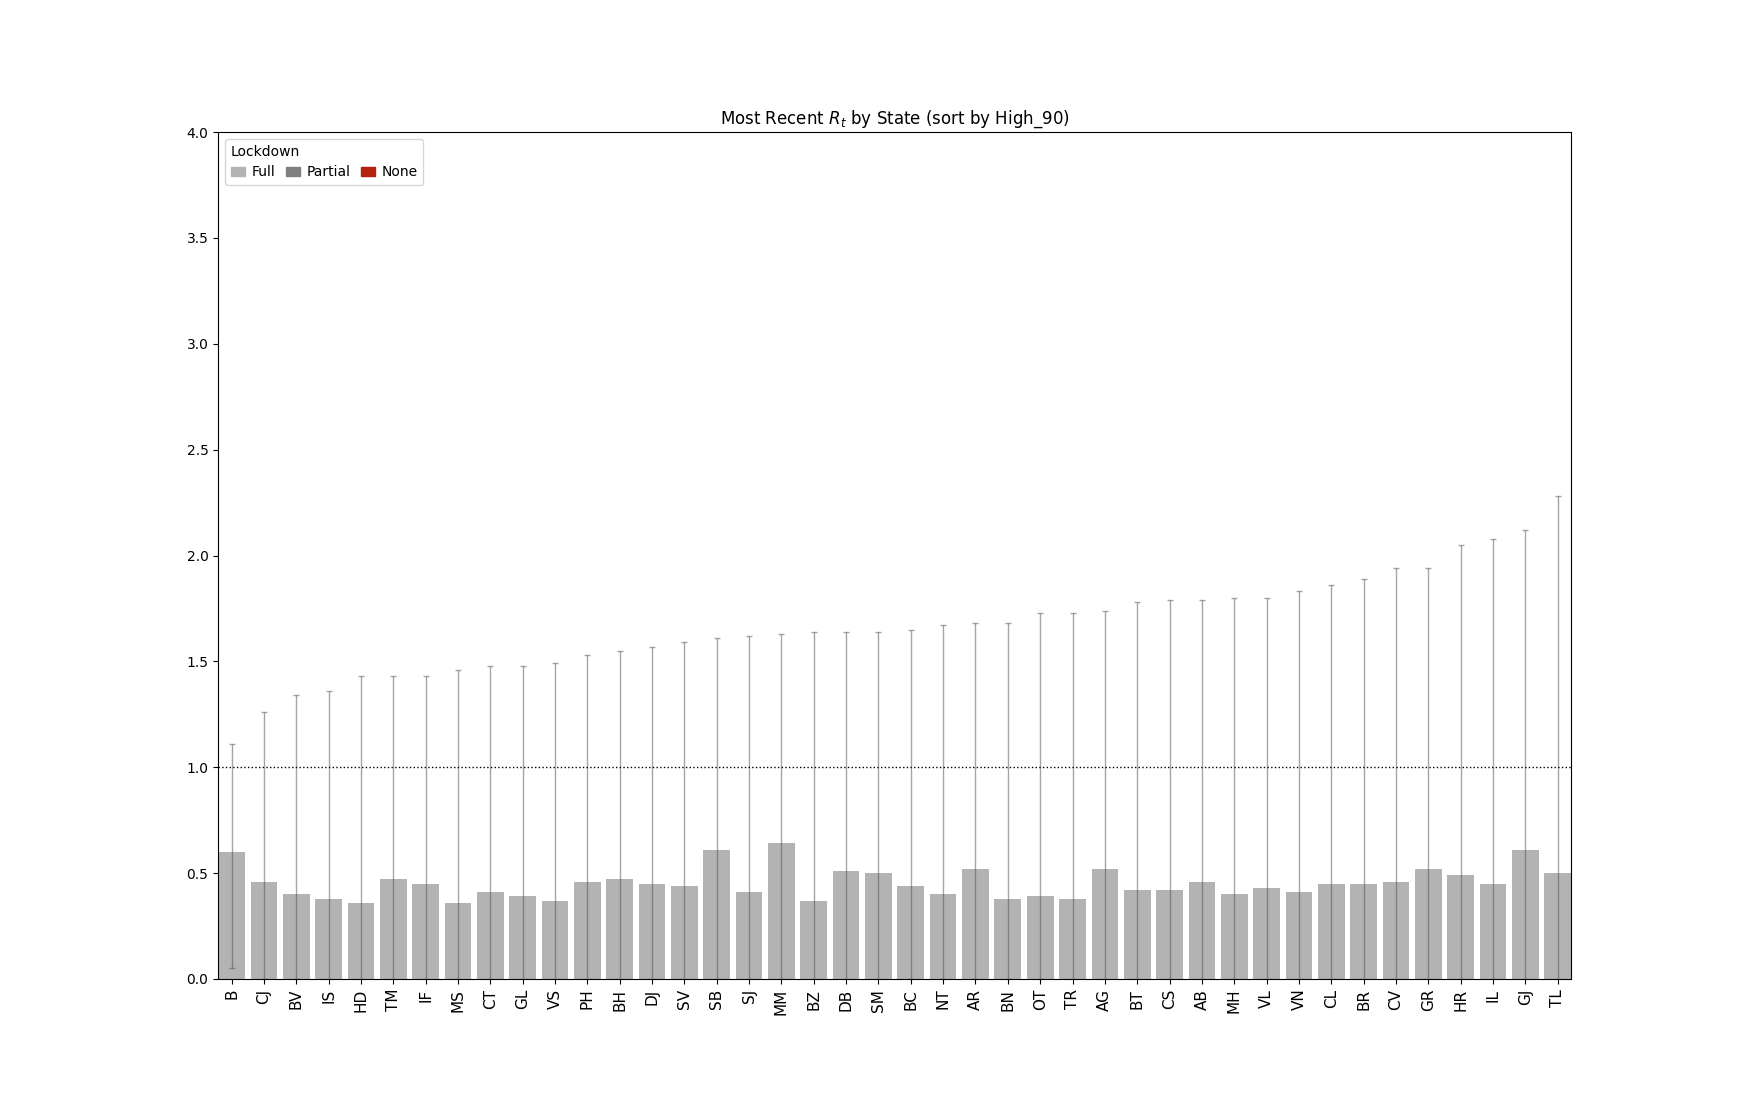 Most Recent Rt by State (sort by High_90)
4.0
Lockdown
Full Partial None
3.5
3.0
2.5
2.0
1.5
1.0
0.5
0.0
B CJ BV IS HD TM IF MS CT GL VS PH BH DJ SV SB SJ MM BZ DB SM BC NT AR BN OT TR AG BT CS AB MH VL VN CL BR CV GR HR IL GJ TL